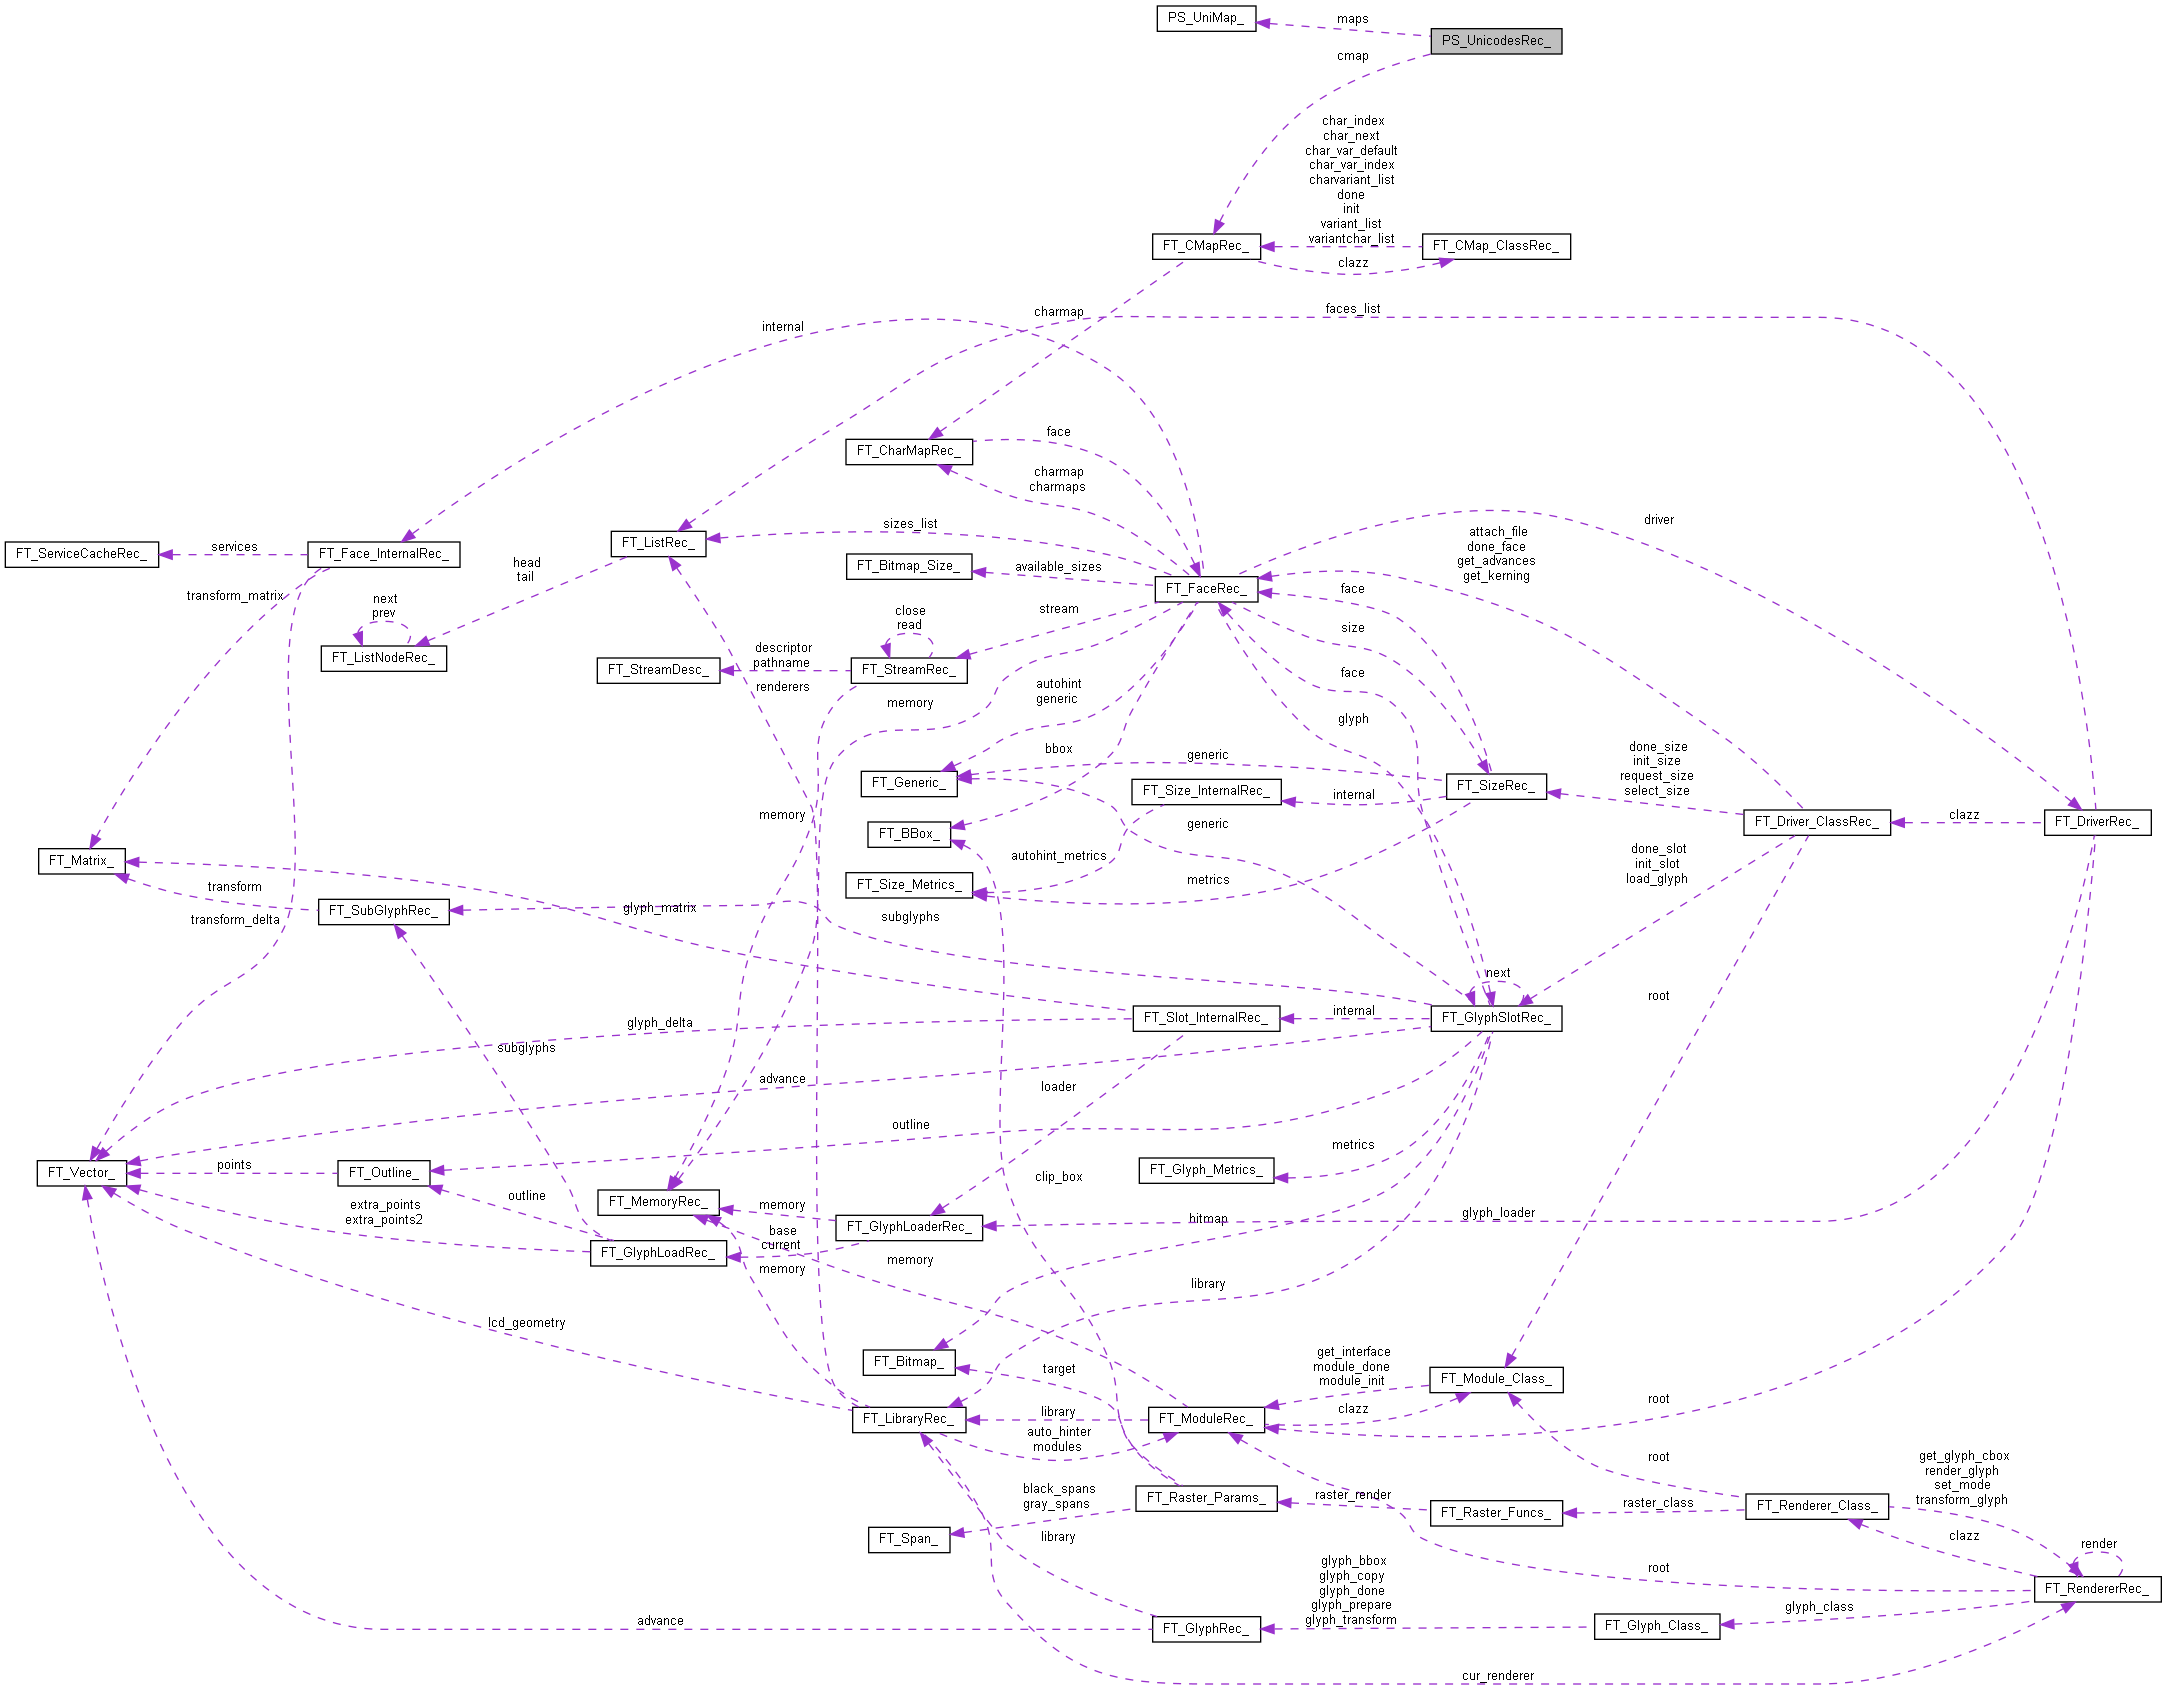 PS_UniMap_
maps
PS_UnicodesRec_
cmap
char_index
char_next
char_var_default
char_var_index
charvariant_list
done
init
variant_list
variantchar_list
FT_CMapRec_
FT_CMap_ClassRec_
clazz
faces_list
charmap
internal
face
FT_CharMapRec_
charmap
charmaps
driver
sizes_list
attach_file
done_face
get_advances
get_kerning
FT_ListRec_
FT_ServiceCacheRec_
services
FT_Face_InternalRec_
head
tail
FT_Bitmap_Size_
available_sizes
FT_FaceRec_
face
transform_matrix
next
prev
close
read
stream
size
FT_ListNodeRec_
descriptor
pathname
FT_StreamDesc_
FT_StreamRec_
face
renderers
autohint
generic
memory
glyph
bbox
generic
done_size
init_size
request_size
select_size
FT_Generic_
FT_Size_InternalRec_
internal
FT_SizeRec_
memory
generic
clazz
FT_Driver_ClassRec_
FT_DriverRec_
FT_BBox_
autohint_metrics
done_slot
init_slot
load_glyph
FT_Matrix_
transform
FT_Size_Metrics_
metrics
glyph_matrix
FT_SubGlyphRec_
subglyphs
transform_delta
next
root
glyph_delta
FT_Slot_InternalRec_
internal
FT_GlyphSlotRec_
subglyphs
advance
loader
outline
metrics
FT_Vector_
points
FT_Outline_
FT_Glyph_Metrics_
clip_box
outline
FT_MemoryRec_
memory
extra_points
extra_points2
FT_GlyphLoaderRec_
bitmap
glyph_loader
base
current
FT_GlyphLoadRec_
memory
memory
library
lcd_geometry
FT_Bitmap_
target
get_interface
module_done
module_init
FT_Module_Class_
root
FT_LibraryRec_
library
FT_ModuleRec_
clazz
auto_hinter
modules
root
get_glyph_cbox
render_glyph
set_mode
transform_glyph
black_spans
gray_spans
FT_Raster_Params_
raster_render
FT_Raster_Funcs_
raster_class
FT_Renderer_Class_
FT_Span_
library
clazz
render
glyph_bbox
glyph_copy
glyph_done
glyph_prepare
glyph_transform
root
FT_RendererRec_
advance
FT_GlyphRec_
FT_Glyph_Class_
glyph_class
cur_renderer